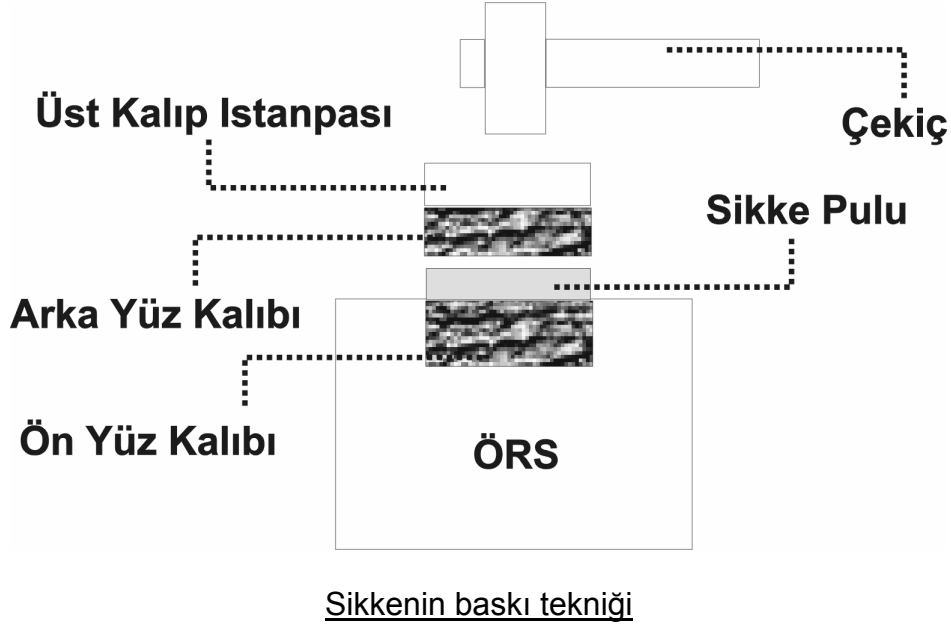 Üst Kalıp Istanpası
Çekiç
Sikke Pulu
Arka Yüz Kalıbı
Ön Yüz Kalıbı
ÖRS
Sikkenin baskı tekniği